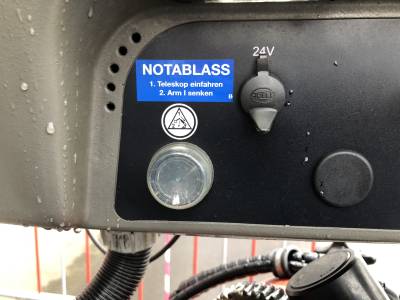 24V
NOTABLASS
1. Teleskop einfahren
2. Arm I senken